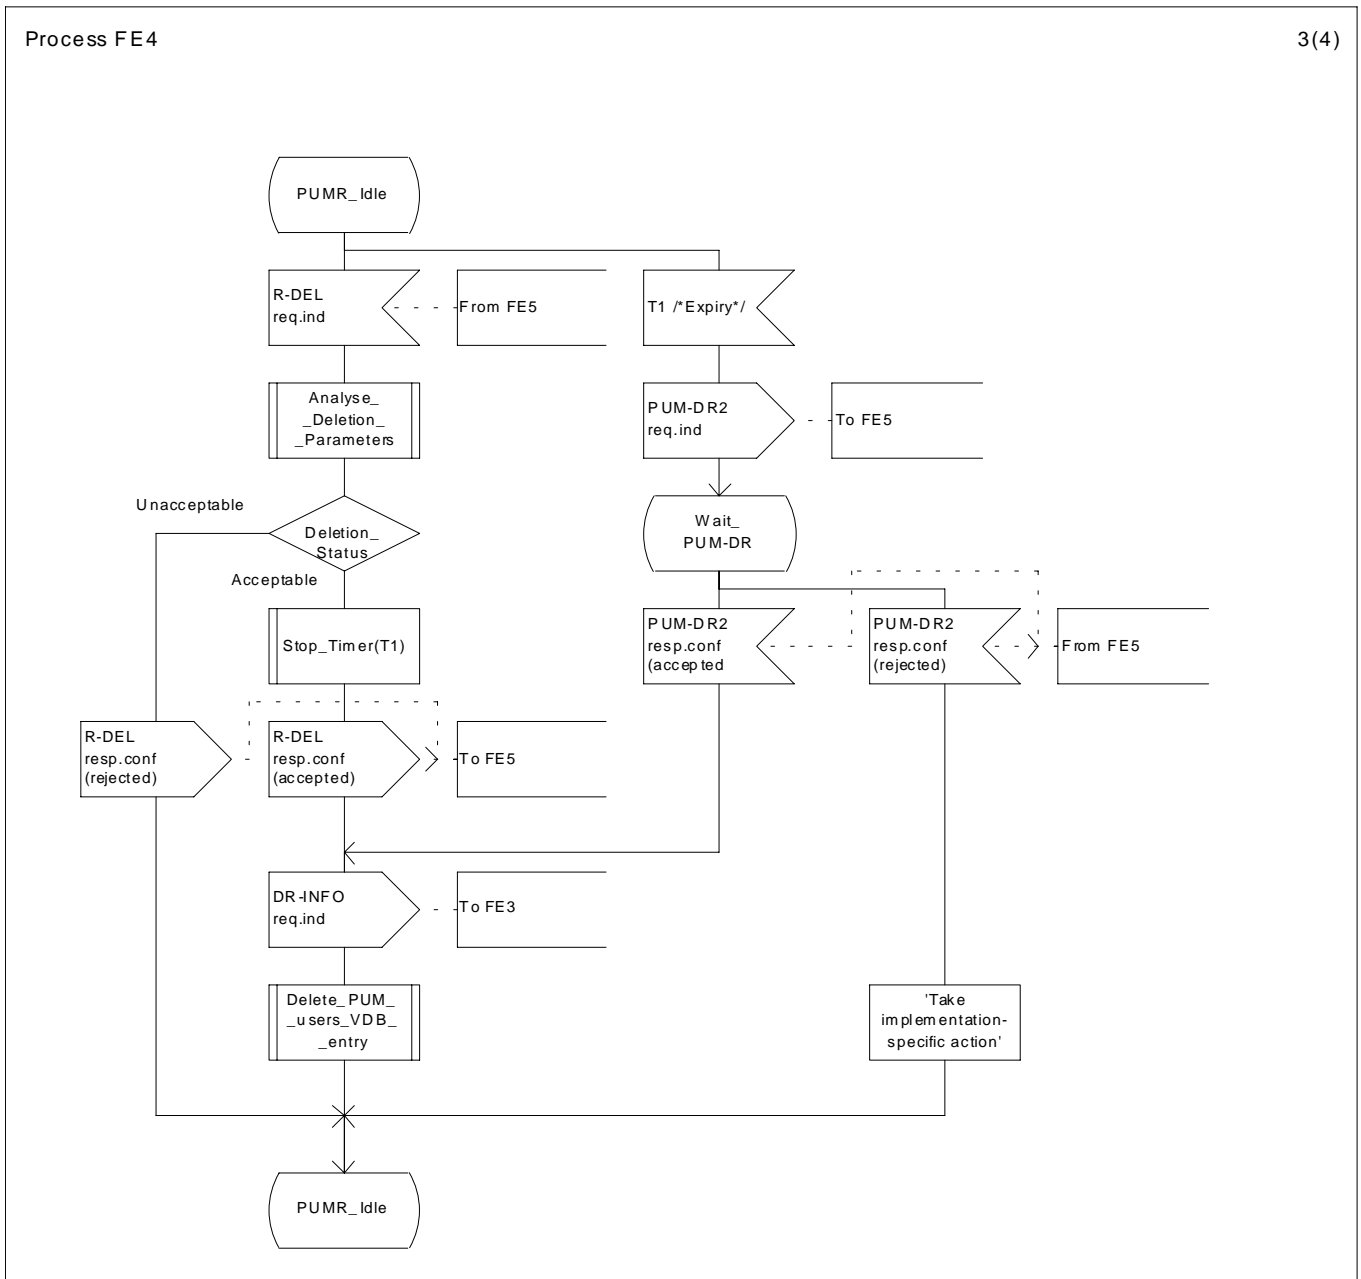 Process FE4
3(4)
PUMR_Idle
R-DEL
req.ind
From FE5
T1 /*Expiry*/
Analyse_
_Deletion_
_Parameters
PUM-DR2
req.ind
To FE5
Unacceptable
Deletion_
Status
Acceptable
Wait_
PUM-DR
Stop_Timer(T1)
PUM-DR2
resp.conf
(accepted
PUM-DR2
resp.conf
(rejected)
From FE5
R-DEL
resp.conf
(rejected)
R-DEL
resp.conf
(accepted)
To FE5
DR-INFO
req.ind
To FE3
Delete_PUM_
_users_VDB_
_entry
'Take
implementation-
specific action'
PUMR_Idle